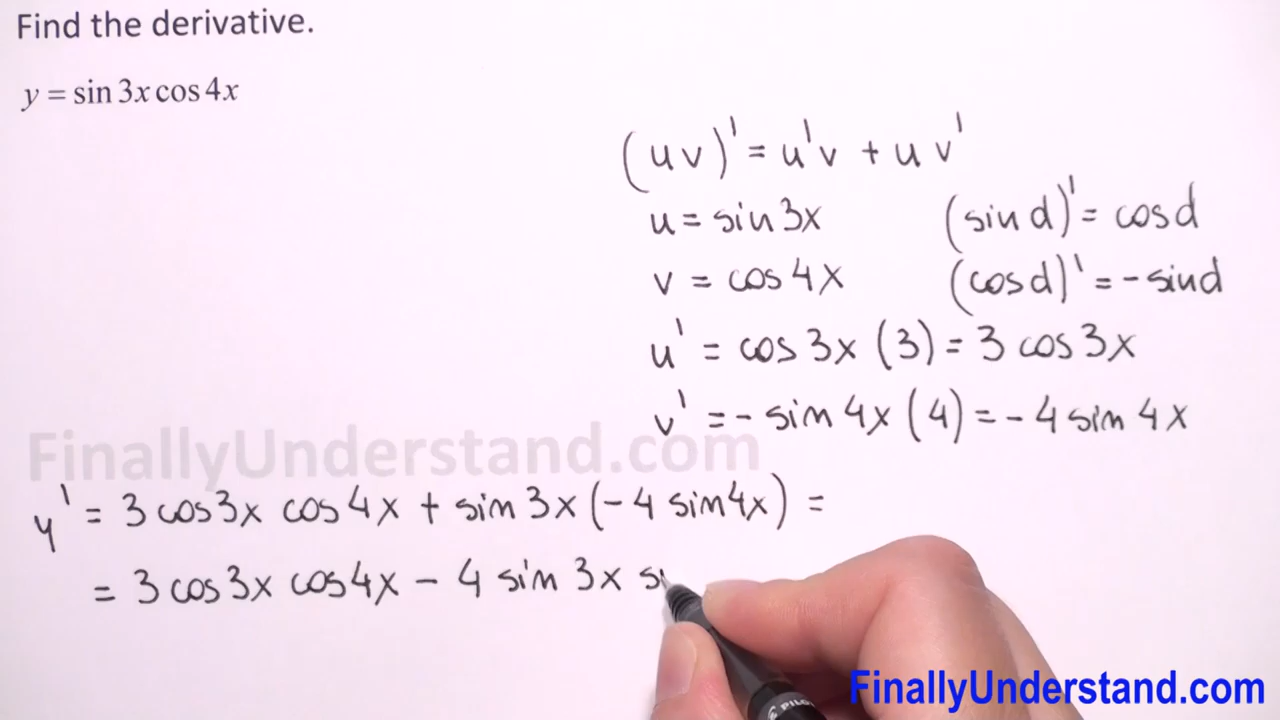 Find the derivative.
y = sin 3x cos 4x
(uv)' = u'v + uv'
u = sin 3x (sin d)' = cos d
v = cos 4x (cos d)' = - sin d
u' = cos 3x (3) = 3 cos 3x
v' = - sin 4x (4) = - 4 sin 4x
FinallyUnderstand.com
y' = 3 cos 3x cos 4x + sin 3x (- 4 sin 4x) =
= 3 cos 3x cos 4x - 4 sin 3x s
PILOT
FinallyUnderstand.com